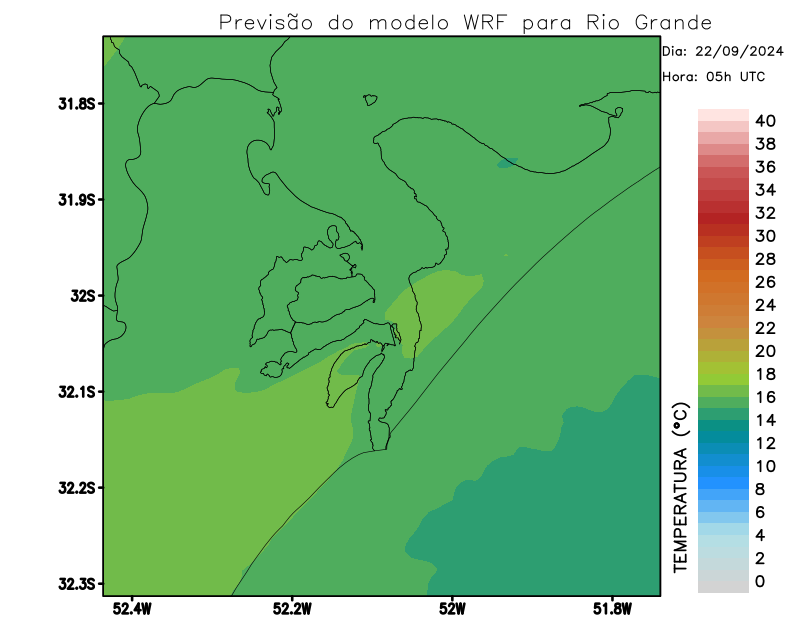 Previsão do modelo WRF para Rio Grande
Dia: 22/09/2024
Hora: 05h UTC
31.8S
31.9S
32S
32.1S
32.2S
32.3S
52.4W
52.2W
52W
51.8W
TEMPERATURA (°C)
40
38
36
34
32
30
28
26
24
22
20
18
16
14
12
10
8
6
4
2
0